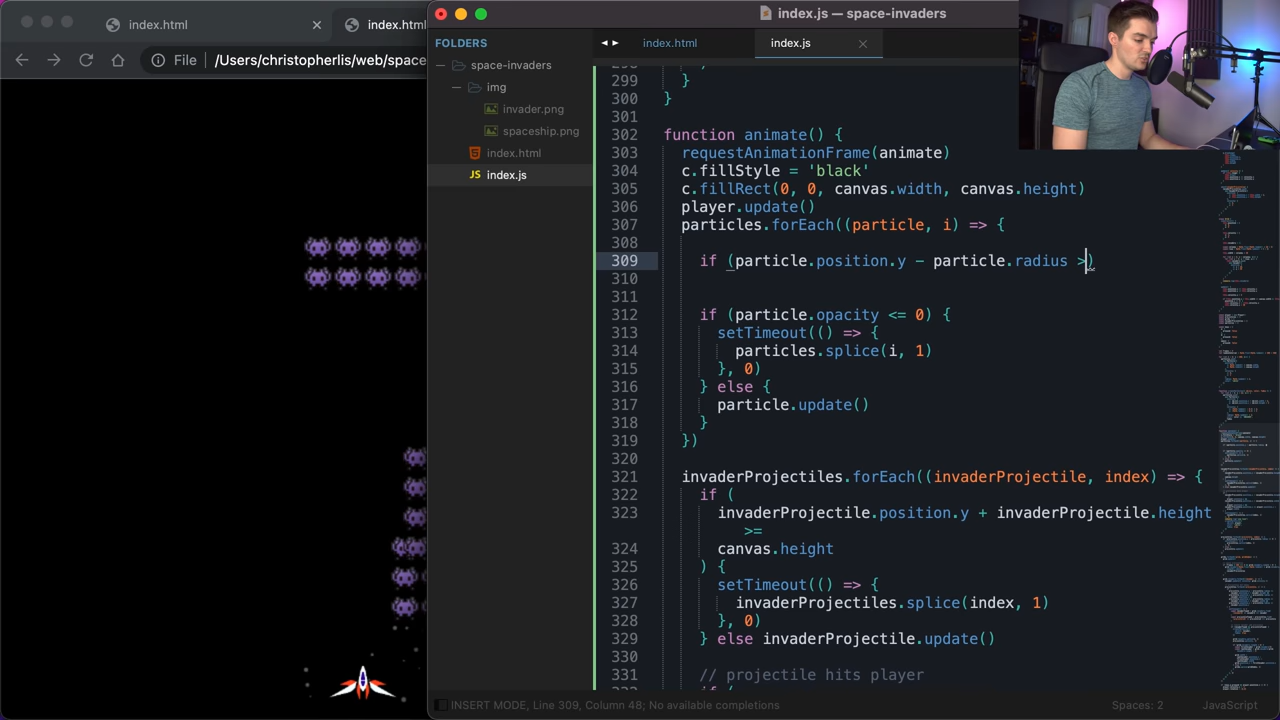 index.html
index.html
File
/Users/christopherlis/web/space
index.js — space-invaders
FOLDERS
space-invaders
img
invader.png
spaceship.png
index.html
JS index.js
index.html
index.js
299 }
300 }
301
302 function animate() {
303 requestAnimationFrame(animate)
304 c.fillStyle = 'black'
305 c.fillRect(0, 0, canvas.width, canvas.height)
306 player.update()
307 particles.forEach((particle, i) => {
308
309 if (particle.position.y - particle.radius >)
310
311
312 if (particle.opacity <= 0) {
313 setTimeout(() => {
314 particles.splice(i, 1)
315 }, 0)
316 } else {
317 particle.update()
318 }
319 })
320
321 invaderProjectiles.forEach((invaderProjectile, index) => {
322 if (
323 invaderProjectile.position.y + invaderProjectile.height
>=
324 canvas.height
325 ) {
326 setTimeout(() => {
327 invaderProjectiles.splice(index, 1)
328 }, 0)
329 } else invaderProjectile.update()
330
331 // projectile hits player
INSERT MODE, Line 309, Column 48; No available completions
Spaces: 2
JavaScript